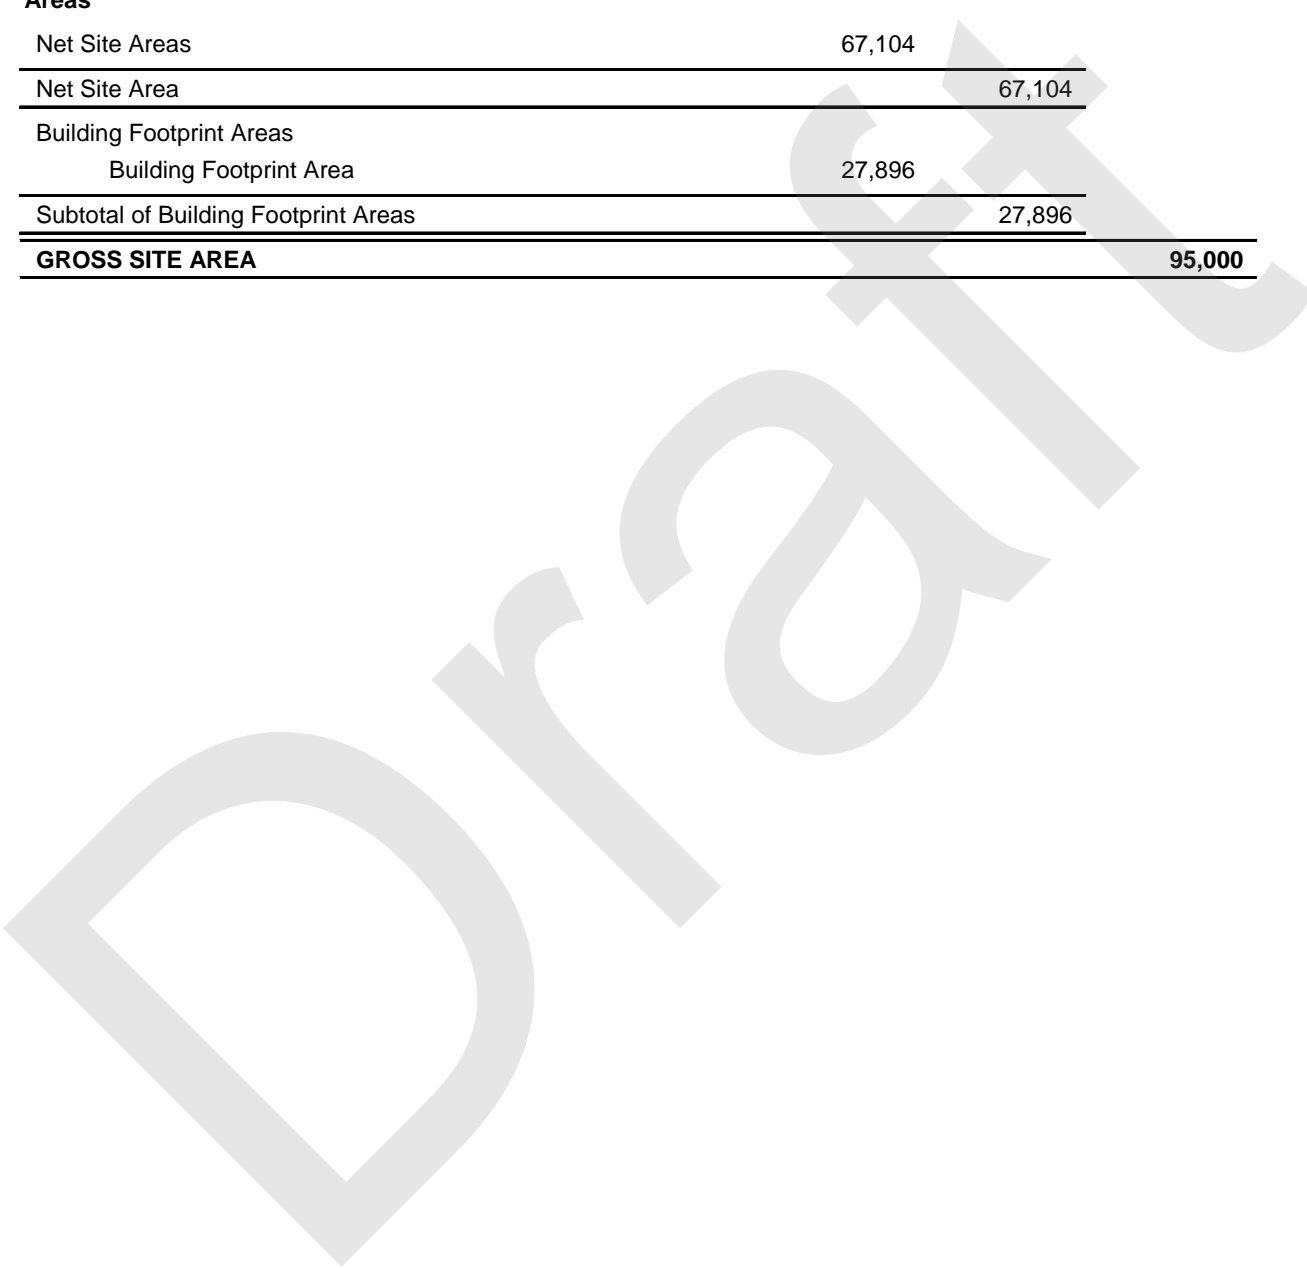 Areas
Net Site Areas 67,104
Net Site Area 67,104
Building Footprint Areas
Building Footprint Area 27,896
Subtotal of Building Footprint Areas 27,896
GROSS SITE AREA 95,000
Draft